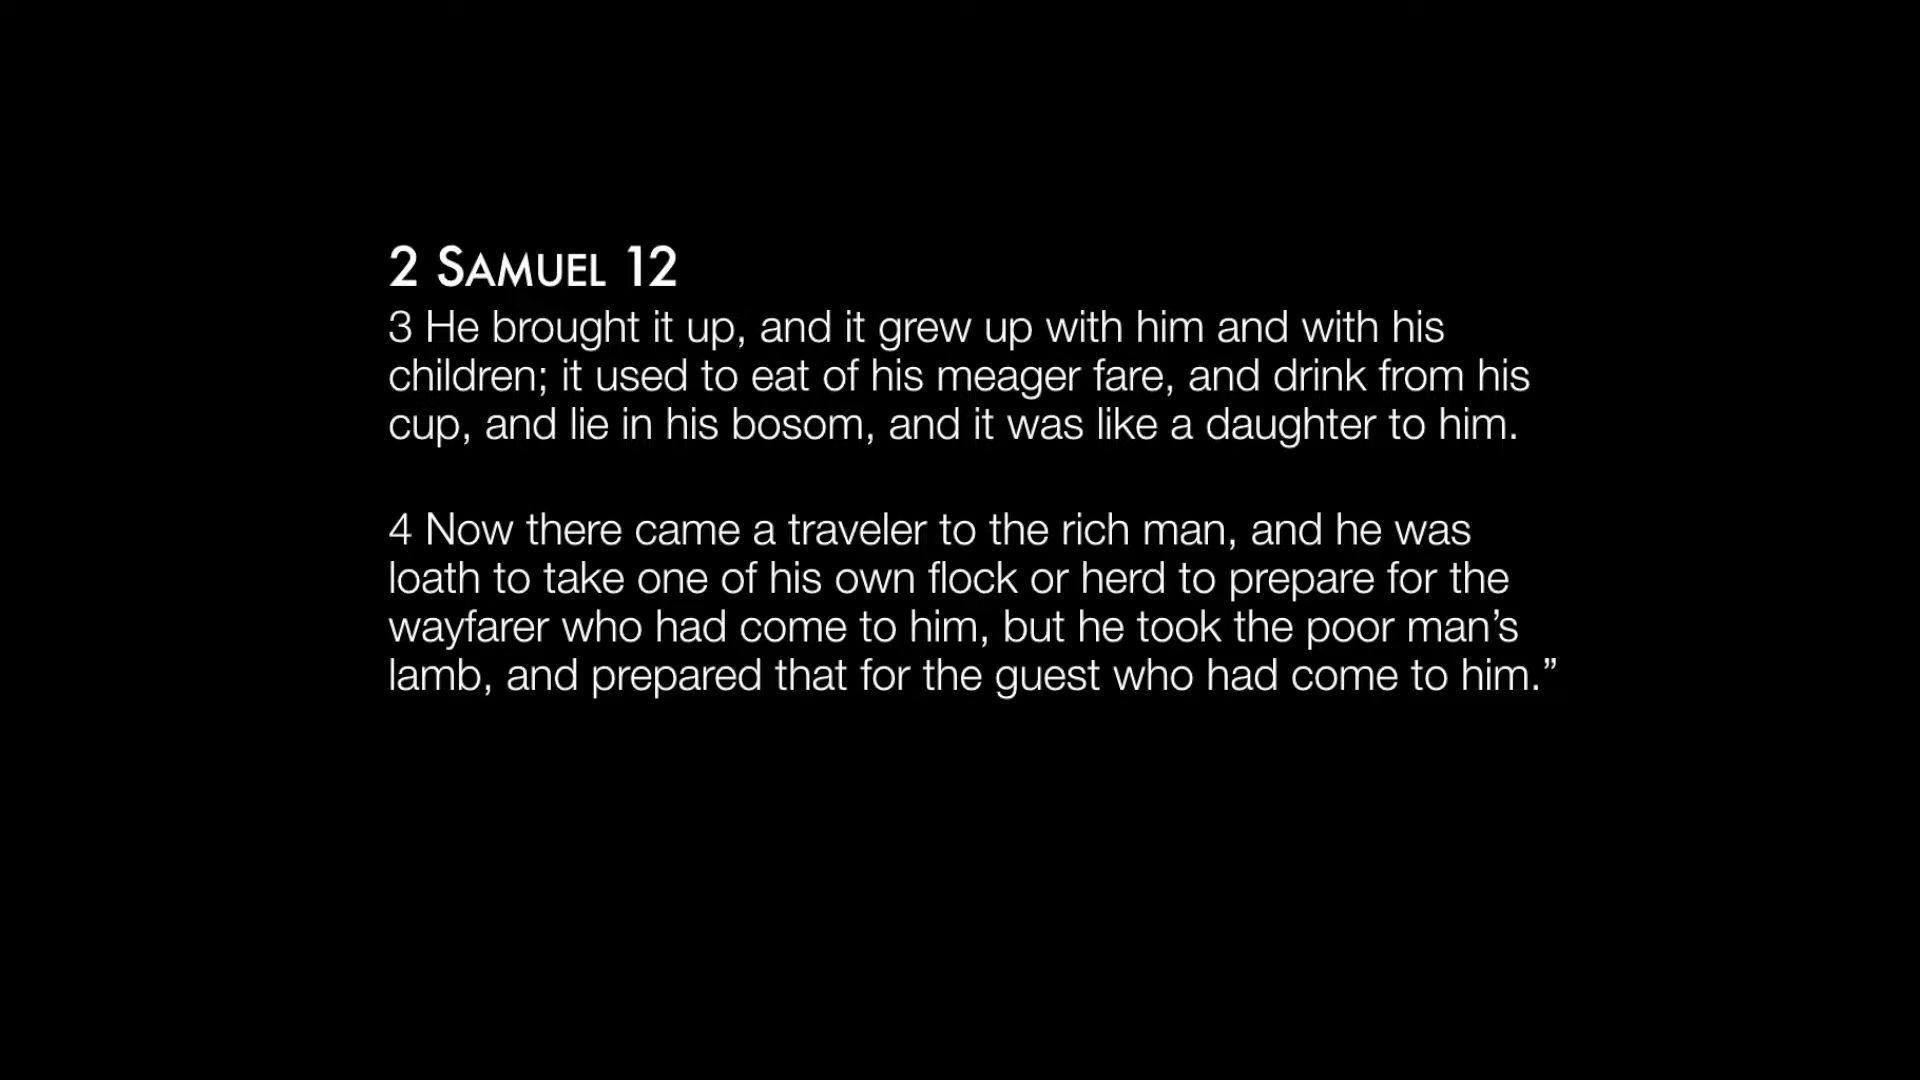 2 SAMUEL 12
3 He brought it up, and it grew up with him and with his
children; it used to eat of his meager fare, and drink from his
cup, and lie in his bosom, and it was like a daughter to him.
4 Now there came a traveler to the rich man, and he was
loath to take one of his own flock or herd to prepare for the
wayfarer who had come to him, but he took the poor man’s
lamb, and prepared that for the guest who had come to him.”